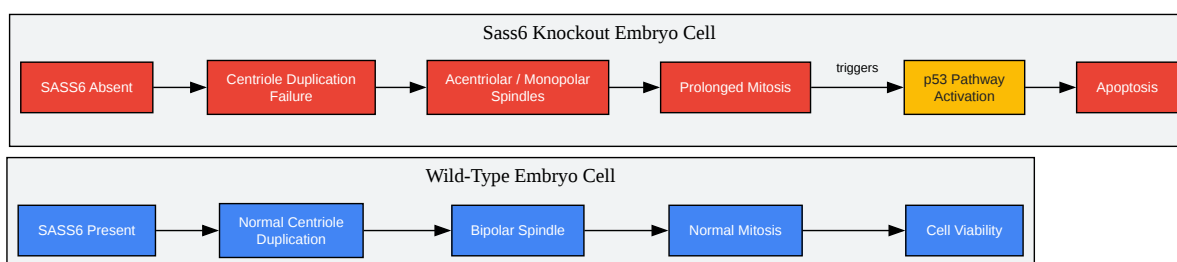 Sass6 Knockout Embryo Cell
SASS6 Absent
Centriole Duplication
Failure
Acentriolar / Monopolar
Spindles
Prolonged Mitosis
triggers
p53 Pathway
Activation
Apoptosis
Wild-Type Embryo Cell
SASS6 Present
Normal Centriole
Duplication
Bipolar Spindle
Normal Mitosis
Cell Viability